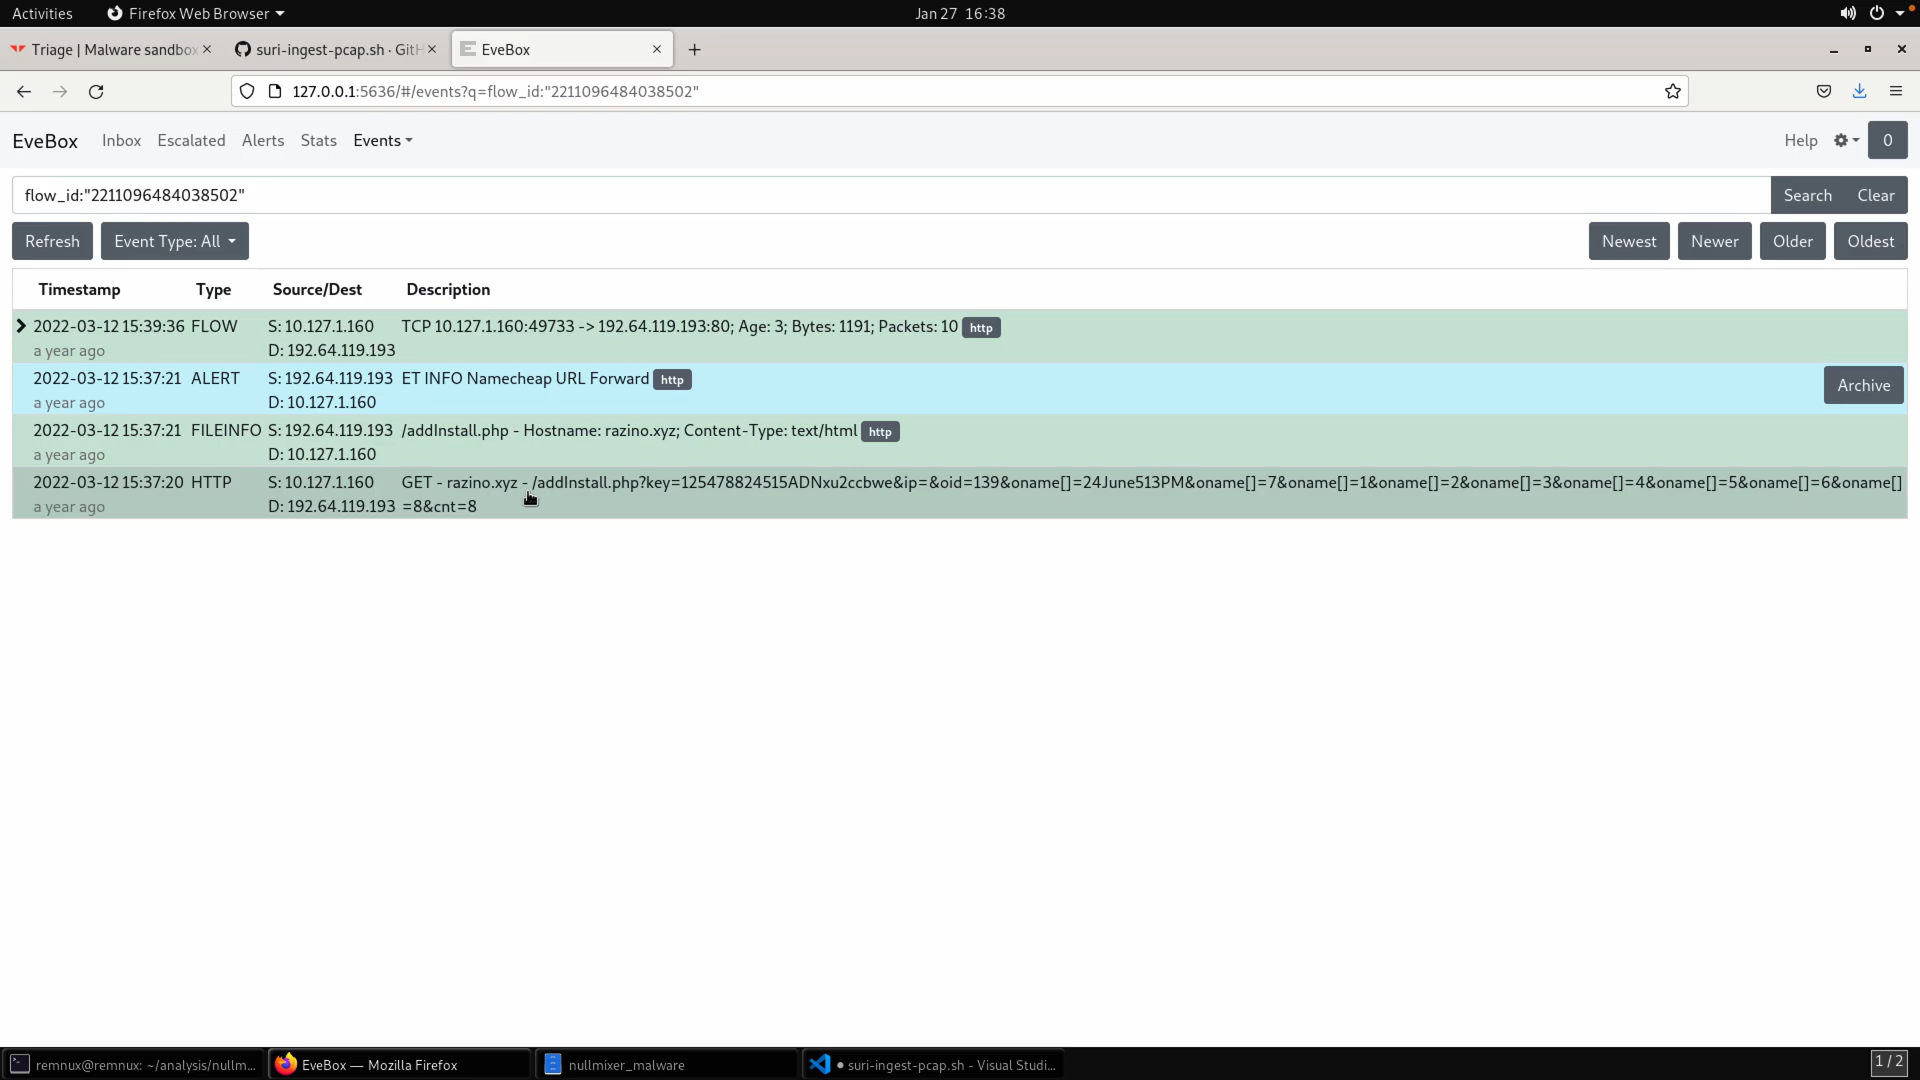 Activities Firefox Web Browser Jan 27 16:38
Triage | Malware sandbox suri-ingest-pcap.sh · GitH EveBox
127.0.0.1:5636/#/events?q=flow_id:"2211096484038502"
EveBox Inbox Escalated Alerts Stats Events Help 0
flow_id:"2211096484038502" Search Clear
Refresh Event Type: All Newest Newer Older Oldest
Timestamp Type Source/Dest Description
2022-03-12 15:39:36 FLOW S: 10.127.1.160 TCP 10.127.1.160:49733 -> 192.64.119.193:80; Age: 3; Bytes: 1191; Packets: 10 http
a year ago D: 192.64.119.193
2022-03-12 15:37:21 ALERT S: 192.64.119.193 ET INFO Namecheap URL Forward http Archive
a year ago D: 10.127.1.160
2022-03-12 15:37:21 FILEINFO S: 192.64.119.193 /addInstall.php - Hostname: razino.xyz; Content-Type: text/html http
a year ago D: 10.127.1.160
2022-03-12 15:37:20 HTTP S: 10.127.1.160 GET - razino.xyz - /addInstall.php?key=125478824515ADNxu2ccbwe&ip=&oid=139&oname[]=24June513PM&oname[]=7&oname[]=1&oname[]=2&oname[]=3&oname[]=4&oname[]=5&oname[]=6&oname[]
a year ago D: 192.64.119.193 =8&cnt=8
remnux@remnux: ~/analysis/nullm... EveBox — Mozilla Firefox nullmixer_malware ● suri-ingest-pcap.sh - Visual Studi... 1 / 2